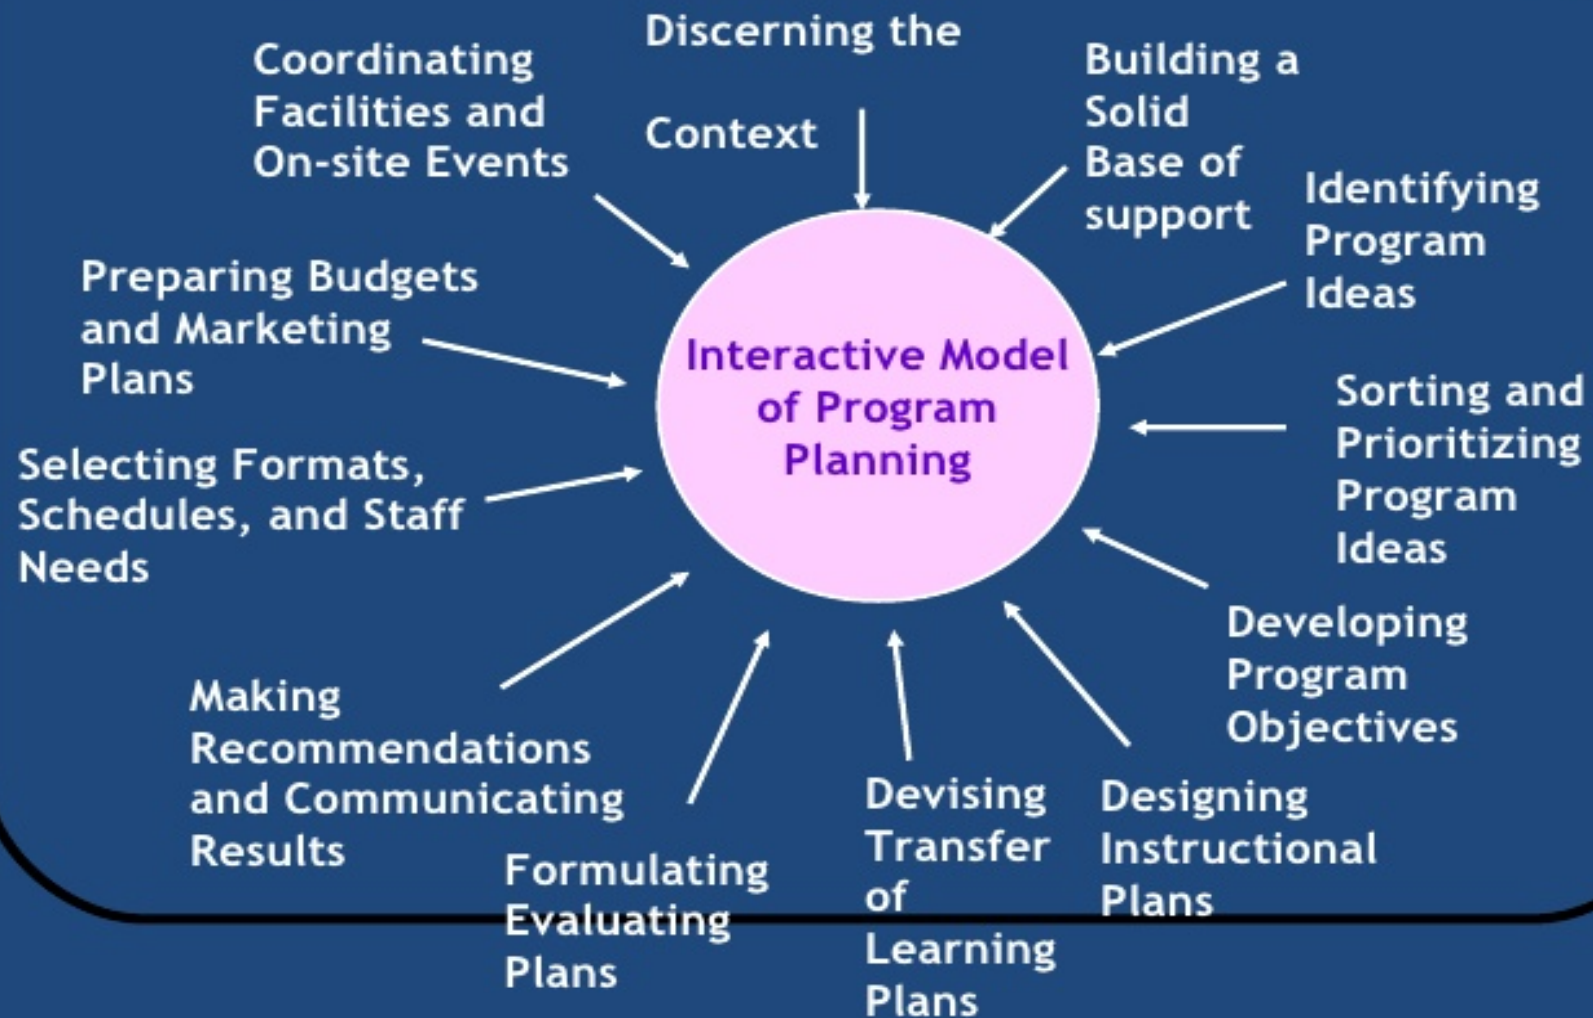 Discerning the
Context
Building a
Solid
Base of
support
Identifying
Program
Ideas
Sorting and
Prioritizing
Program
Ideas
Developing
Program
Objectives
Designing
Instructional
Plans
Devising
Transfer
of
Learning
Plans
Formulating
Evaluating
Plans
Making
Recommendations
and Communicating
Results
Selecting Formats,
Schedules, and Staff
Needs
Preparing Budgets
and Marketing
Plans
Coordinating
Facilities and
On-site Events
Interactive Model
of Program
Planning